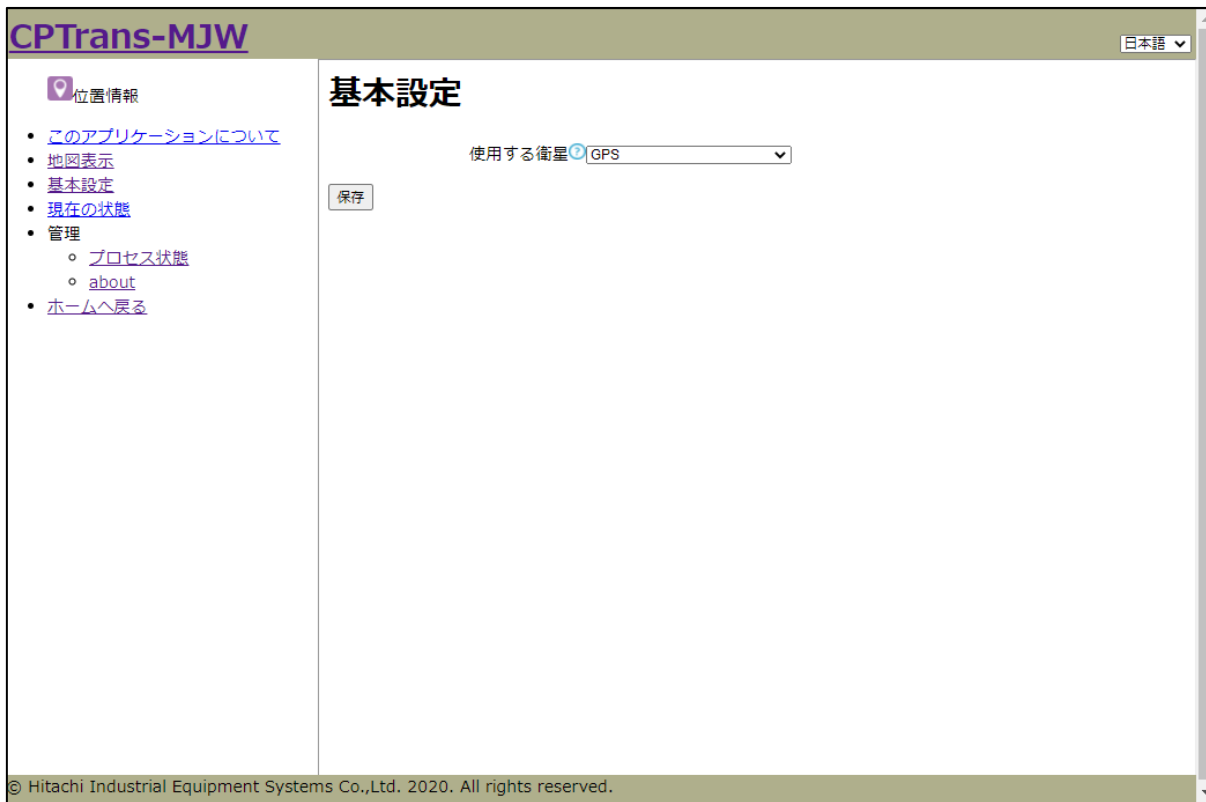 CPTrans-MJW
日本語
位置情報
このアプリケーションについて
地図表示
基本設定
現在の状態
管理
プロセス状態
about
ホームへ戻る
基本設定
使用する衛星 ? GPS
保存
© Hitachi Industrial Equipment Systems Co.,Ltd. 2020. All rights reserved.